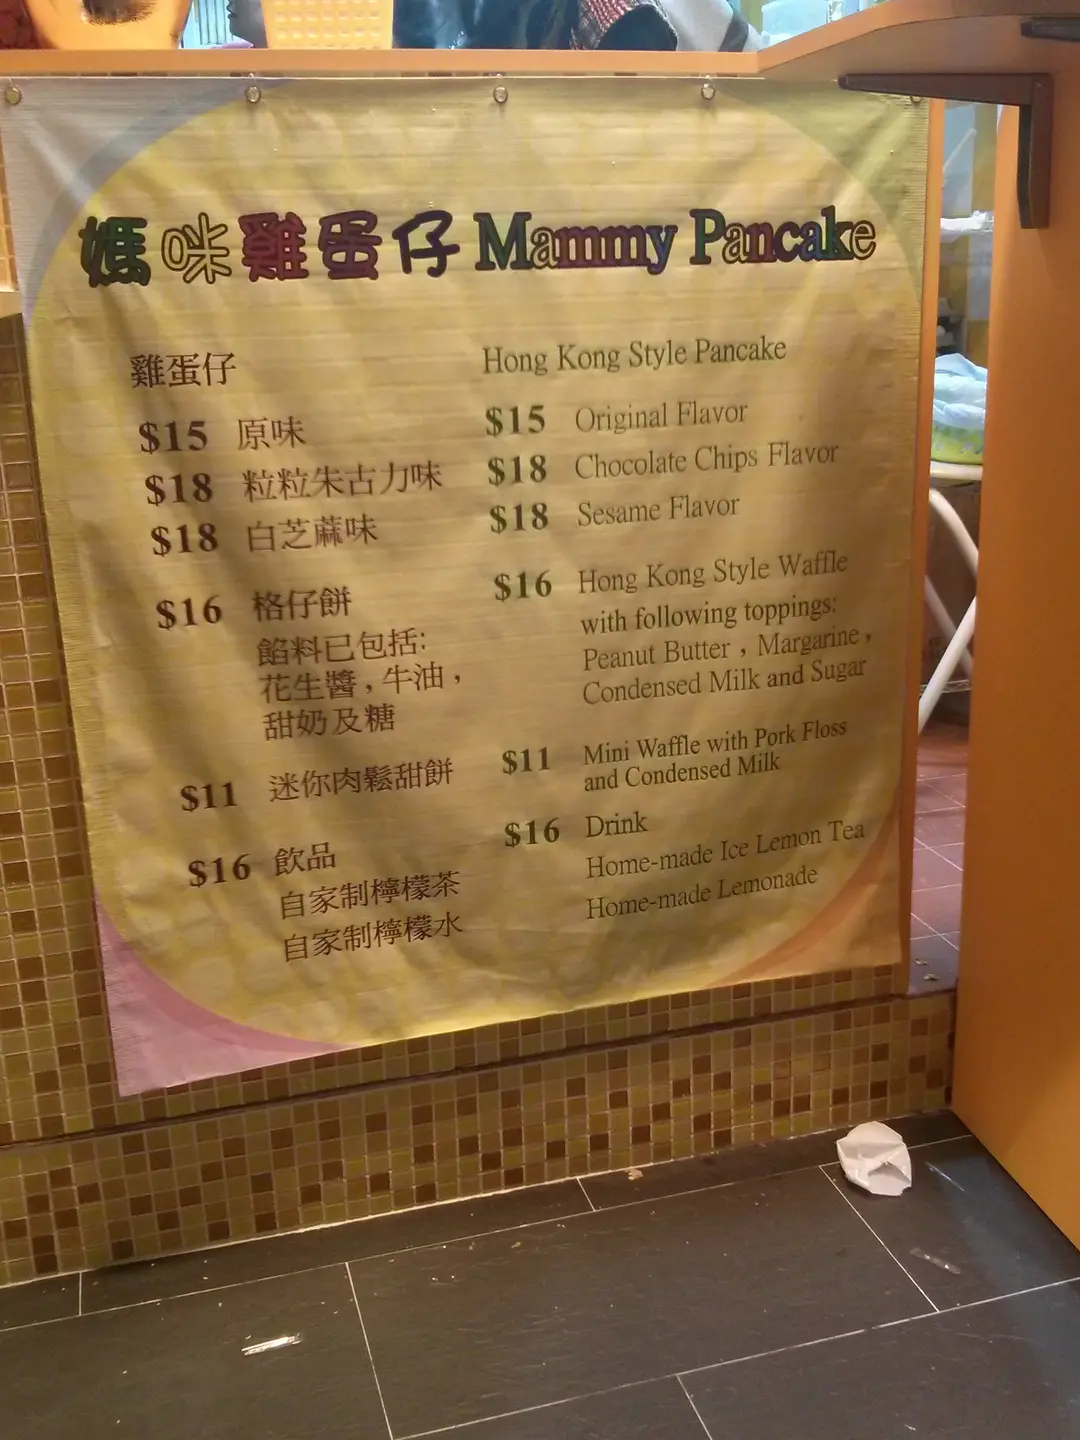 媽咪雞蛋仔 Mammy Pancake
雞蛋仔
$15 原味
$18 粒粒朱古力味
$18 白芝蔴味
$16 格仔餅
餡料已包括:
花生醬，牛油，
甜奶及糖
$11 迷你肉鬆甜餅
$16 飲品
自家制檸檬茶
自家制檸檬水
Hong Kong Style Pancake
$15 Original Flavor
$18 Chocolate Chips Flavor
$18 Sesame Flavor
$16 Hong Kong Style Waffle
with following toppings:
Peanut Butter , Margarine ,
Condensed Milk and Sugar
$11 Mini Waffle with Pork Floss
and Condensed Milk
$16 Drink
Home-made Ice Lemon Tea
Home-made Lemonade